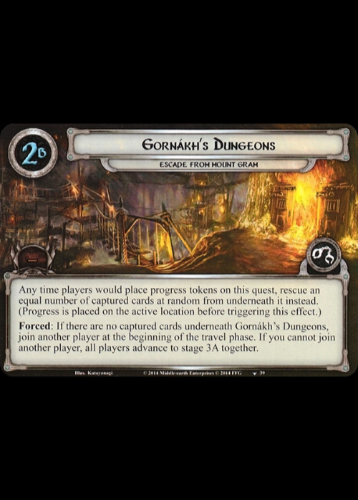 2B
GORNÁKH'S DUNGEONS
ESCAPE FROM MOUNT GRAM
Any time players would place progress tokens on this quest, rescue an
equal number of captured cards at random from underneath it instead.
(Progress is placed on the active location before triggering this effect.)
Forced: If there are no captured cards underneath Gornákh's Dungeons,
join another player at the beginning of the travel phase. If you cannot join
another player, all players advance to stage 3A together.
Illus. Katayanagi
© 2014 Middle-earth Enterprises © 2014 FFG
39